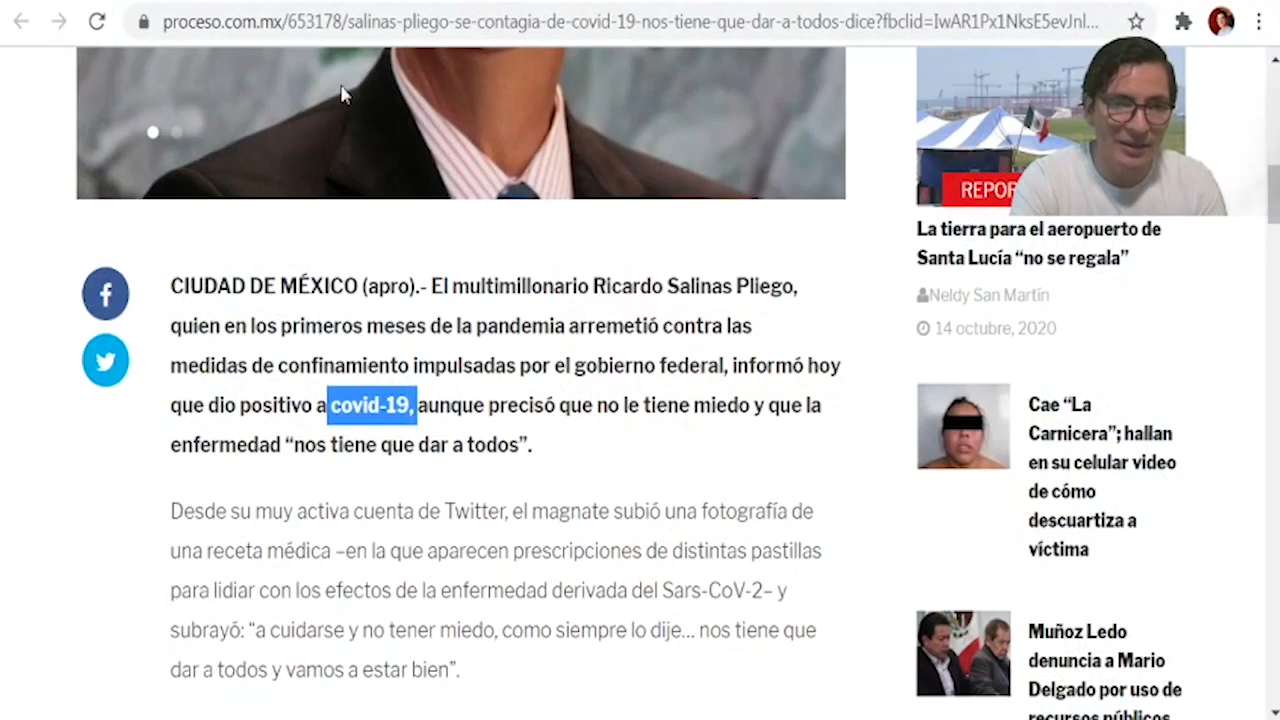 proceso.com.mx/653178/salinas-pliego-se-contagia-de-covid-19-nos-tiene-que-dar-a-todos-dice?fbclid=IwAR1Px1NksE5evJnl...
CIUDAD DE MÉXICO (apro).- El multimillonario Ricardo Salinas Pliego,
quien en los primeros meses de la pandemia arremetió contra las
medidas de confinamiento impulsadas por el gobierno federal, informó hoy
que dio positivo a covid-19, aunque precisó que no le tiene miedo y que la
enfermedad “nos tiene que dar a todos”.
Desde su muy activa cuenta de Twitter, el magnate subió una fotografía de
una receta médica –en la que aparecen prescripciones de distintas pastillas
para lidiar con los efectos de la enfermedad derivada del Sars-CoV-2– y
subrayó: “a cuidarse y no tener miedo, como siempre lo dije... nos tiene que
dar a todos y vamos a estar bien”.
REPOR
La tierra para el aeropuerto de
Santa Lucía “no se regala”
Neldy San Martín
14 octubre, 2020
Cae “La
Carnicera”; hallan
en su celular video
de cómo
descuartiza a
víctima
Muñoz Ledo
denuncia a Mario
Delgado por uso de
recursos públicos